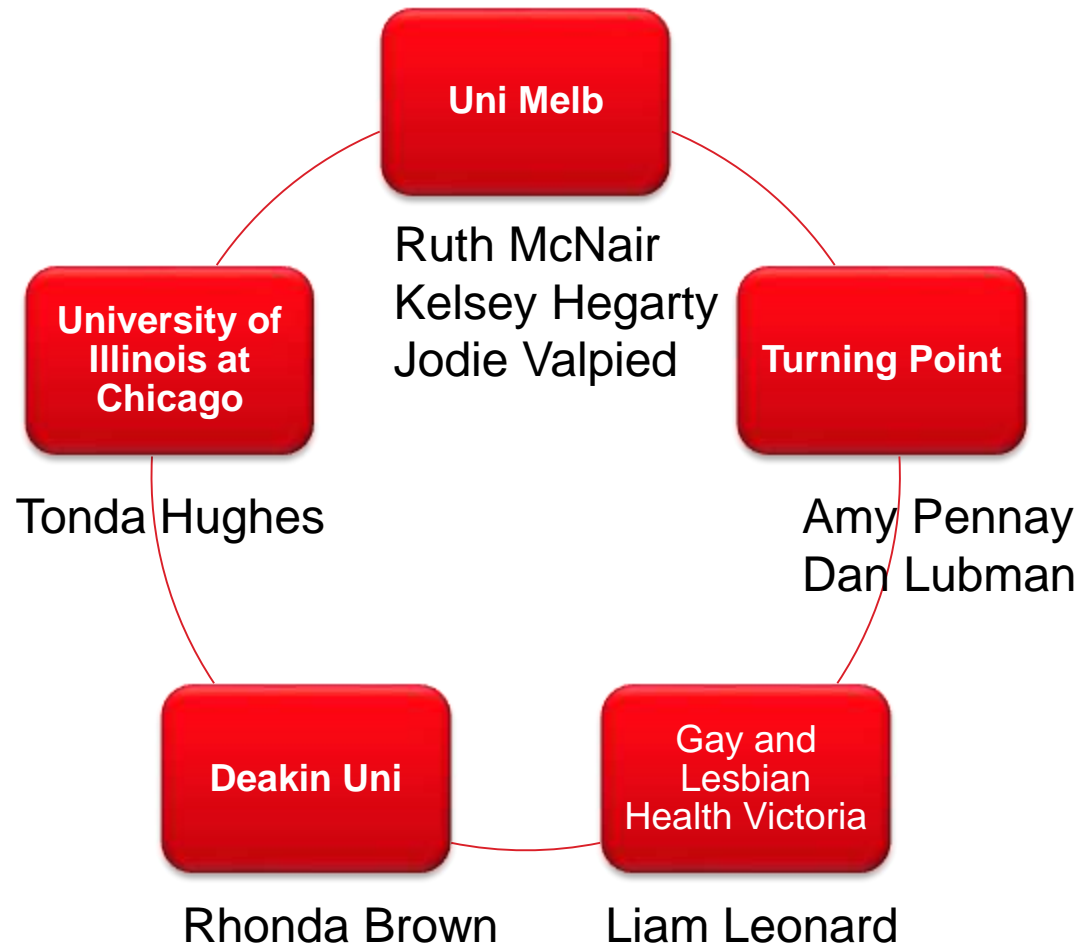 Uni Melb
Ruth McNair
Kelsey Hegarty
Jodie Valpied
Turning Point
Amy Pennay
Dan Lubman
Gay and
Lesbian
Health Victoria
Liam Leonard
Deakin Uni
Rhonda Brown
University of
Illinois at
Chicago
Tonda Hughes